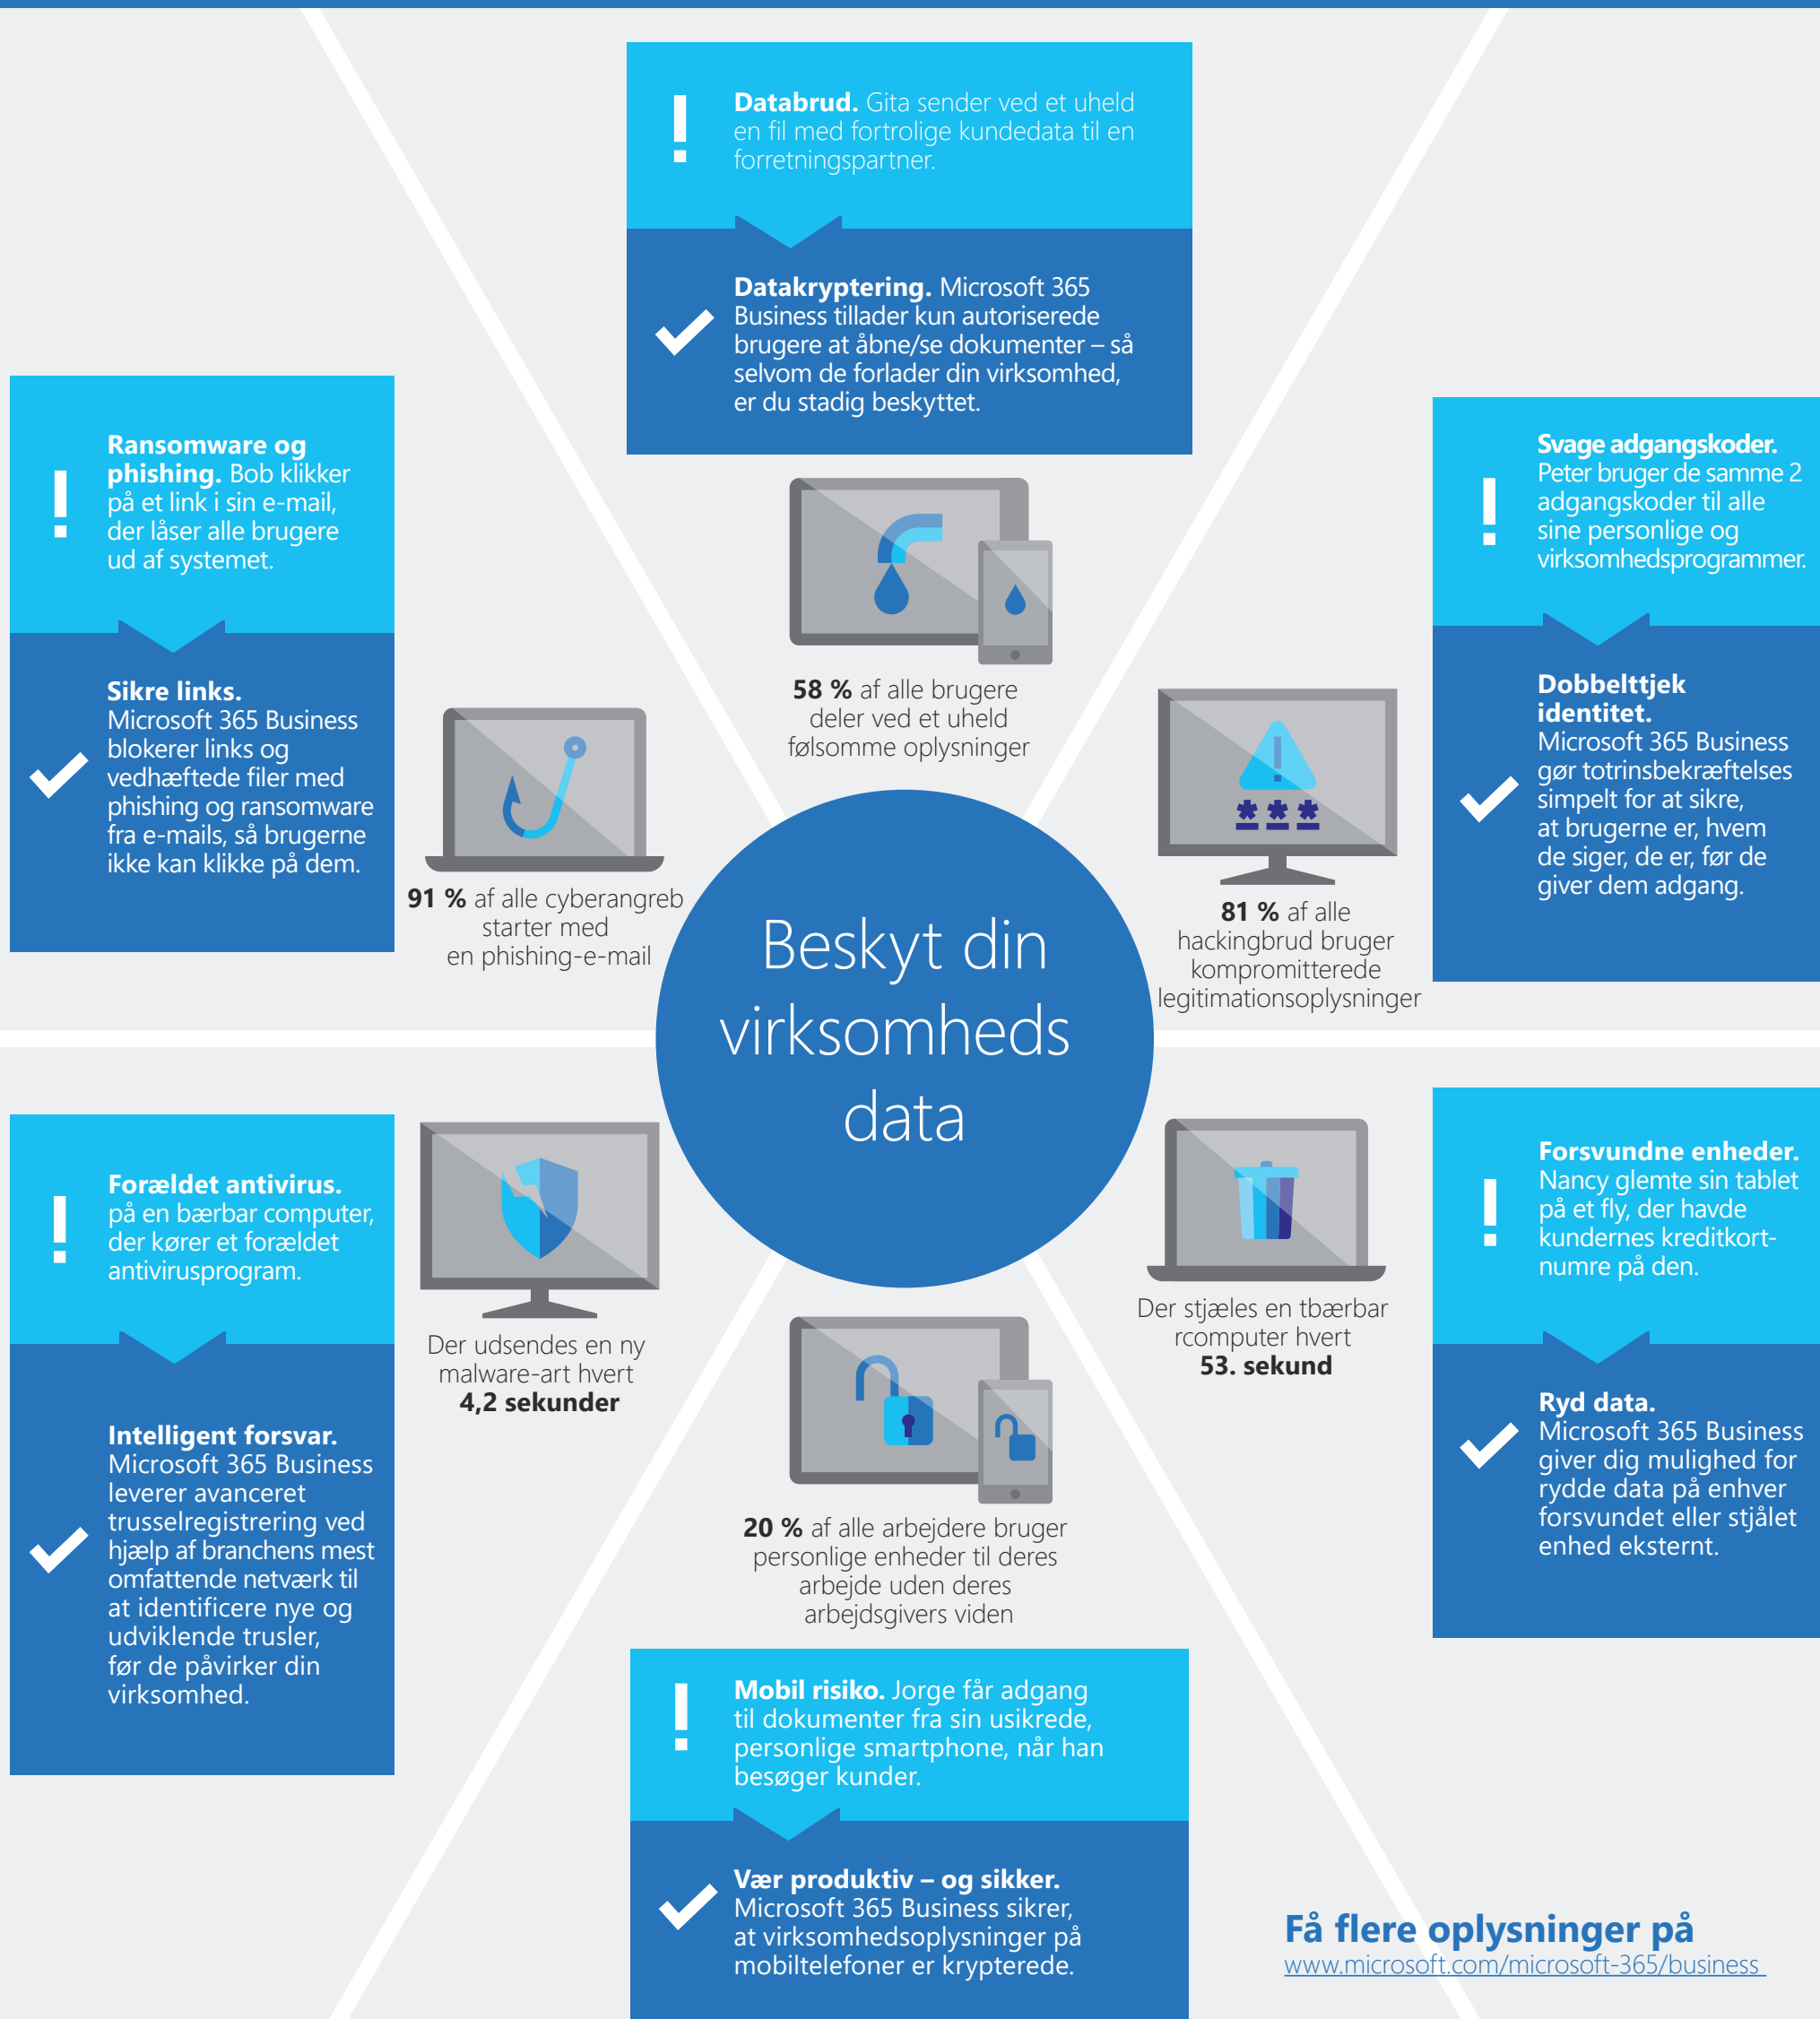 Databrud. Gita sender ved et uheld
en fil med fortrolige kundedata til en
forretningspartner.
Datakryptering. Microsoft 365
Business tillader kun autoriserede
brugere at åbne/se dokumenter – så
selvom de forlader din virksomhed,
er du stadig beskyttet.
58 % af alle brugere
deler ved et uheld
følsomme oplysninger
Ransomware og
phishing. Bob klikker
på et link i sin e-mail,
der låser alle brugere
ud af systemet.
Sikre links.
Microsoft 365 Business
blokerer links og
vedhæftede filer med
phishing og ransomware
fra e-mails, så brugerne
ikke kan klikke på dem.
91 % af alle cyberangreb
starter med
en phishing-e-mail
Svage adgangskoder.
Peter bruger de samme 2
adgangskoder til alle
sine personlige og
virksomhedsprogrammer.
Dobbelttjek
identitet.
Microsoft 365 Business
gør totrinsbekræftelses
simpelt for at sikre,
at brugerne er, hvem
de siger, de er, før de
giver dem adgang.
***
81 % af alle
hackingbrud bruger
kompromitterede
legitimationsoplysninger
Beskyt din
virksomheds
data
Forældet antivirus.
på en bærbar computer,
der kører et forældet
antivirusprogram.
Intelligent forsvar.
Microsoft 365 Business
leverer avanceret
trusselregistrering ved
hjælp af branchens mest
omfattende netværk til
at identificere nye og
udviklende trusler,
før de påvirker din
virksomhed.
Der udsendes en ny
malware-art hvert
4,2 sekunder
Der stjæles en tbærbar
rcomputer hvert
53. sekund
Forsvundne enheder.
Nancy glemte sin tablet
på et fly, der havde
kundernes kreditkort-
numre på den.
Ryd data.
Microsoft 365 Business
giver dig mulighed for
rydde data på enhver
forsvundet eller stjålet
enhed eksternt.
20 % af alle arbejdere bruger
personlige enheder til deres
arbejde uden deres
arbejdsgivers viden
Mobil risiko. Jorge får adgang
til dokumenter fra sin usikrede,
personlige smartphone, når han
besøger kunder.
Vær produktiv – og sikker.
Microsoft 365 Business sikrer,
at virksomhedsoplysninger på
mobiltelefoner er krypterede.
Få flere oplysninger på
www.microsoft.com/microsoft-365/business